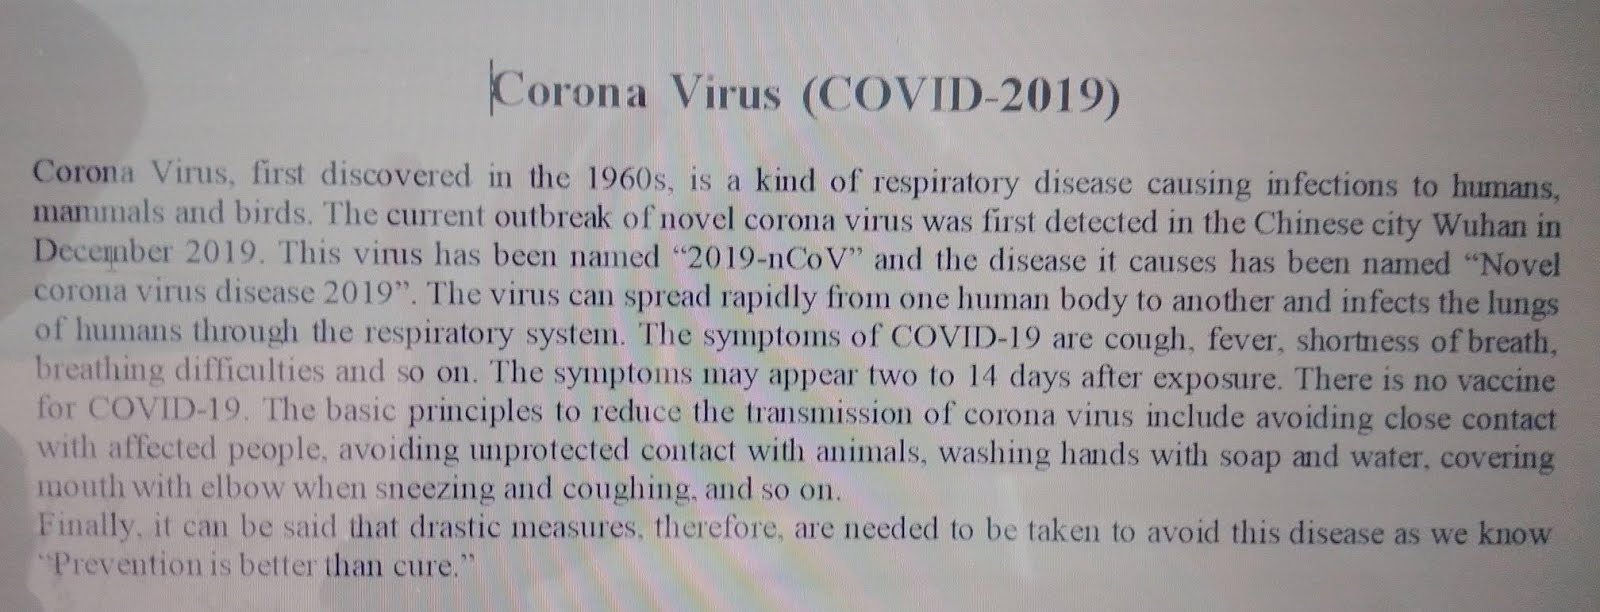 Corona Virus (COVID-2019)
Corona Virus, first discovered in the 1960s, is a kind of respiratory disease causing infections to humans,
mammals and birds. The current outbreak of novel corona virus was first detected in the Chinese city Wuhan in
December 2019. This virus has been named “2019-nCoV” and the disease it causes has been named “Novel
corona virus disease 2019”. The virus can spread rapidly from one human body to another and infects the lungs
of humans through the respiratory system. The symptoms of COVID-19 are cough, fever, shortness of breath,
breathing difficulties and so on. The symptoms may appear two to 14 days after exposure. There is no vaccine
for COVID-19. The basic principles to reduce the transmission of corona virus include avoiding close contact
with affected people, avoiding unprotected contact with animals, washing hands with soap and water, covering
mouth with elbow when sneezing and coughing, and so on.
Finally, it can be said that drastic measures, therefore, are needed to be taken to avoid this disease as we know
“Prevention is better than cure.”